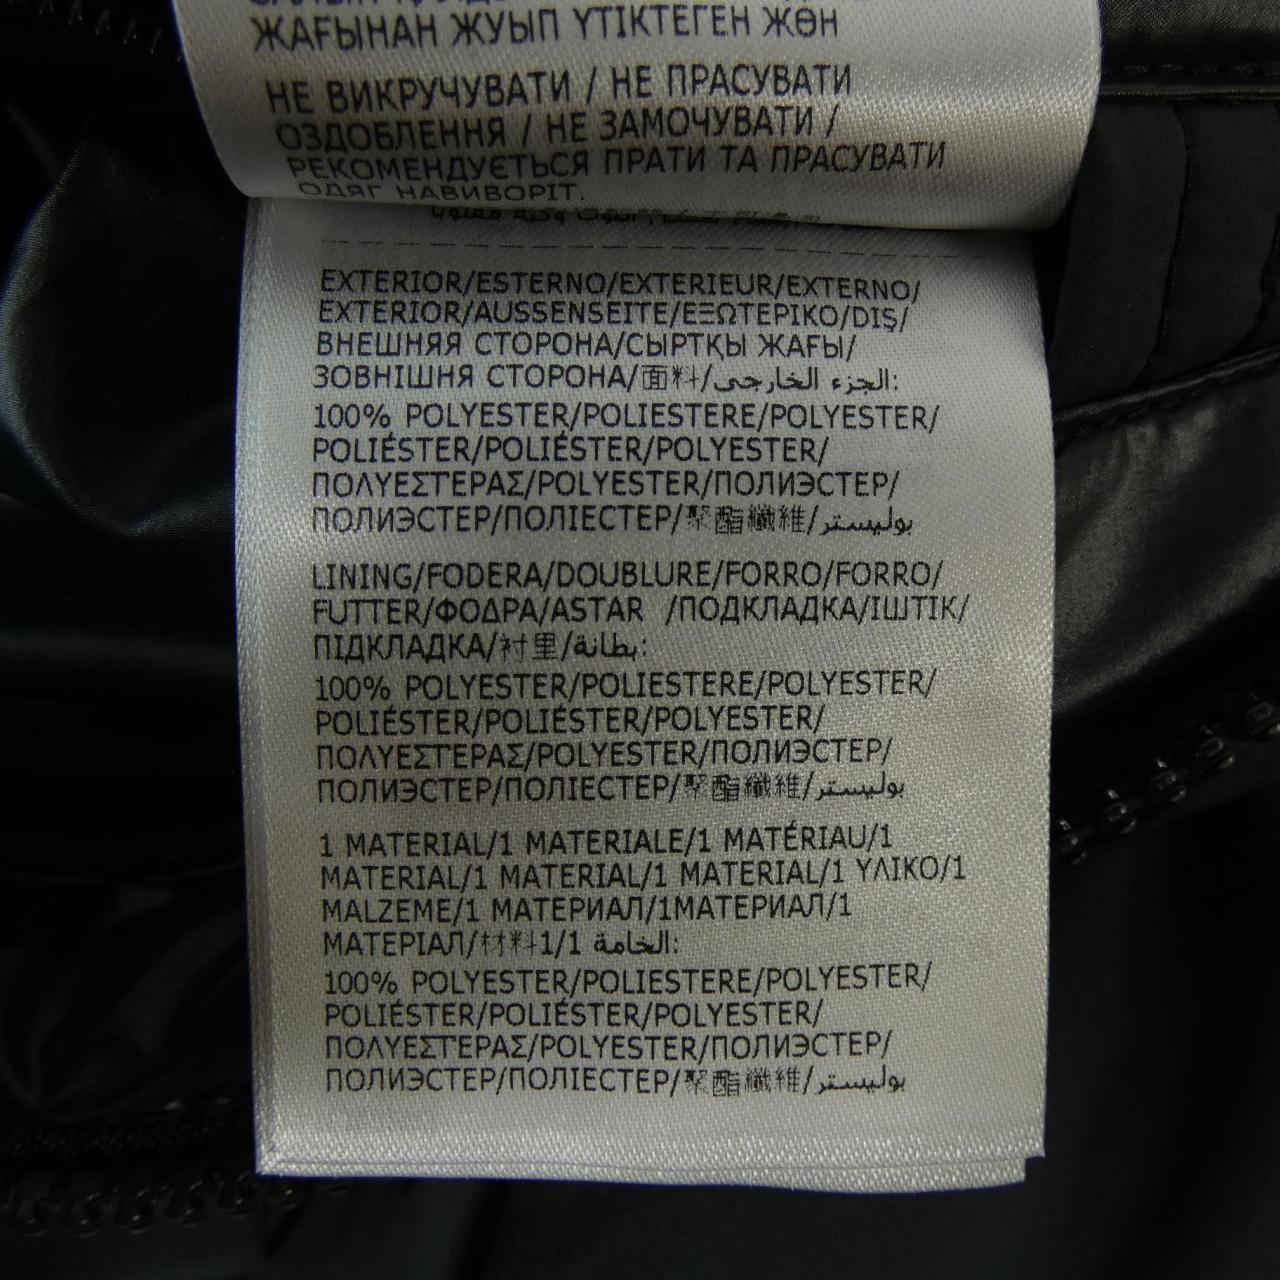 ЖАҒЫНАН ЖУЫП ҮТІКТЕГЕН ЖӨН
НЕ ВИКРУЧУВАТИ / НЕ ПРАСУВАТИ
ОЗДОБЛЕННЯ / НЕ ЗАМОЧУВАТИ /
РЕКОМЕНДУЄТЬСЯ ПРАТИ ТА ПРАСУВАТИ
ОДЯГ НАВИВОРІТ.
EXTERIOR/ESTERNO/EXTERIEUR/EXTERNO/
EXTERIOR/AUSSENSEITE/ΕΞΩΤΕΡΙΚΟ/DIŞ/
ВНЕШНЯЯ СТОРОНА/СЫРТҚЫ ЖАҒЫ/
ЗОВНІШНЯ СТОРОНА/面料/الجزء الخارجى:
100% POLYESTER/POLIESTERE/POLYESTER/
POLIÉSTER/POLIÉSTER/POLYESTER/
ΠΟΛΥΕΣΤΕΡΑΣ/POLYESTER/ПОЛИЭСТЕР/
ПОЛИЭСТЕР/ПОЛІЕСТЕР/聚酯纖維/بوليستر
LINING/FODERA/DOUBLURE/FORRO/FORRO/
FUTTER/ΦΟΔΡΑ/ASTAR /ПОДКЛАДКА/ІШТІК/
ПІДКЛАДКА/衬里/بطانة:
100% POLYESTER/POLIESTERE/POLYESTER/
POLIÉSTER/POLIÉSTER/POLYESTER/
ΠΟΛΥΕΣΤΕΡΑΣ/POLYESTER/ПОЛИЭСТЕР/
ПОЛИЭСТЕР/ПОЛІЕСТЕР/聚酯纖維/بوليستر
1 MATERIAL/1 MATERIALE/1 MATÉRIAU/1
MATERIAL/1 MATERIAL/1 MATERIAL/1 ΥΛΙΚΟ/1
MALZEME/1 МАТЕРИАЛ/1МАТЕРИАЛ/1
МАТЕРІАЛ/材料1/1 الخامة:
100% POLYESTER/POLIESTERE/POLYESTER/
POLIÉSTER/POLIÉSTER/POLYESTER/
ΠΟΛΥΕΣΤΕΡΑΣ/POLYESTER/ПОЛИЭСТЕР/
ПОЛИЭСТЕР/ПОЛІЕСТЕР/聚酯纖維/بوليستر